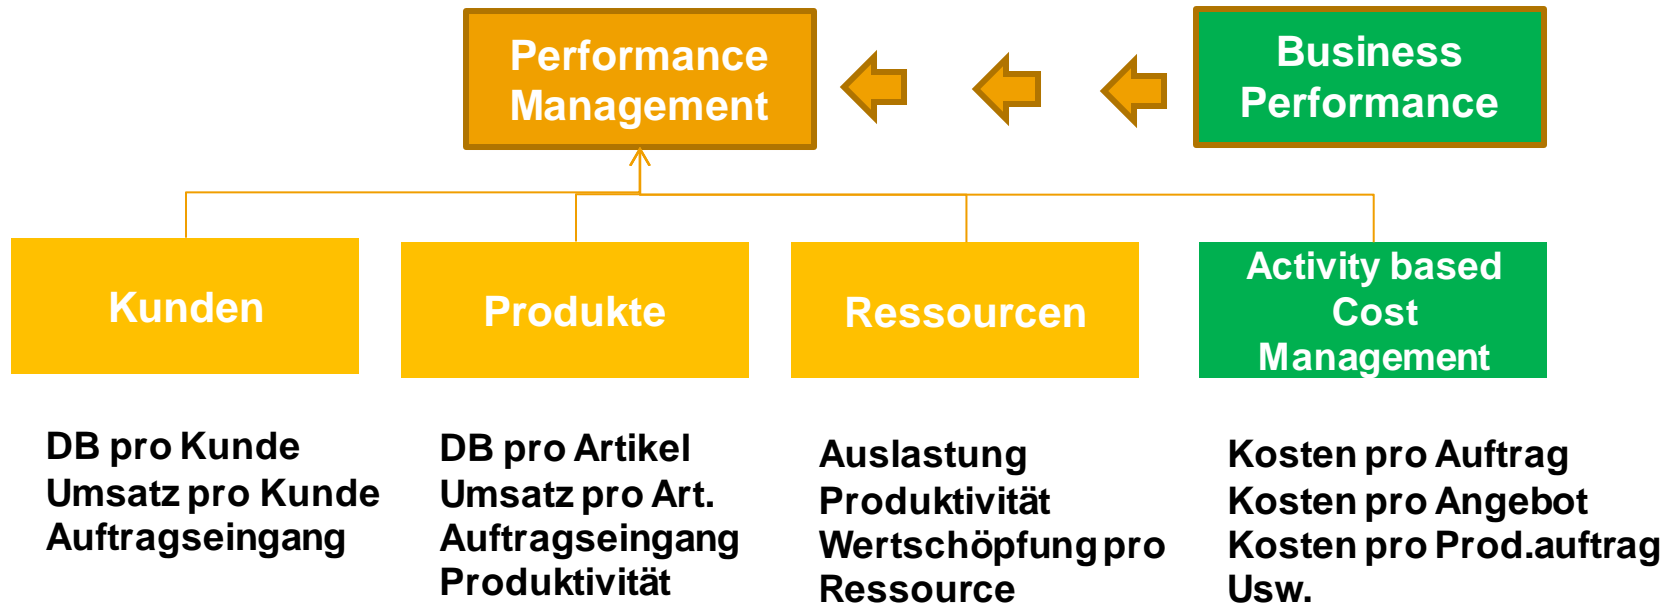 Performance
Management
Business
Performance
Kunden
Produkte
Ressourcen
Activity based
Cost
Management
DB pro Kunde
Umsatz pro Kunde
Auftragseingang
DB pro Artikel
Umsatz pro Art.
Auftragseingang
Produktivität
Auslastung
Produktivität
Wertschöpfung pro
Ressource
Kosten pro Auftrag
Kosten pro Angebot
Kosten pro Prod.auftrag
Usw.